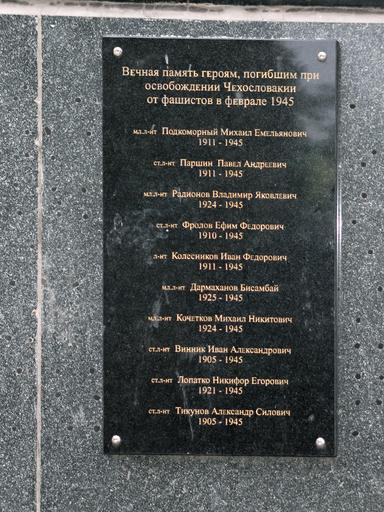 Вечная память героям, погибшим при
освобождении Чехословакии
от фашистов в феврале 1945
мл.л-нт Подкоморный Михаил Емельянович
1911 - 1945
ст.л-нт Паршин Павел Андреевич
1911 - 1945
мл.л-нт Радионов Владимир Яковлевич
1924 - 1945
ст.л-нт Фролов Ефим Федорович
1910 - 1945
л-нт Колесников Иван Федорович
1911 - 1945
мл.л-нт Дармаханов Бисамбай
1925 - 1945
мл.л-нт Кочетков Михаил Никитович
1924 - 1945
ст.л-нт Винник Иван Александрович
1905 - 1945
ст.л-нт Лопатко Никифор Егорович
1921 - 1945
ст.л-нт Тикунов Александр Силович
1905 - 1945